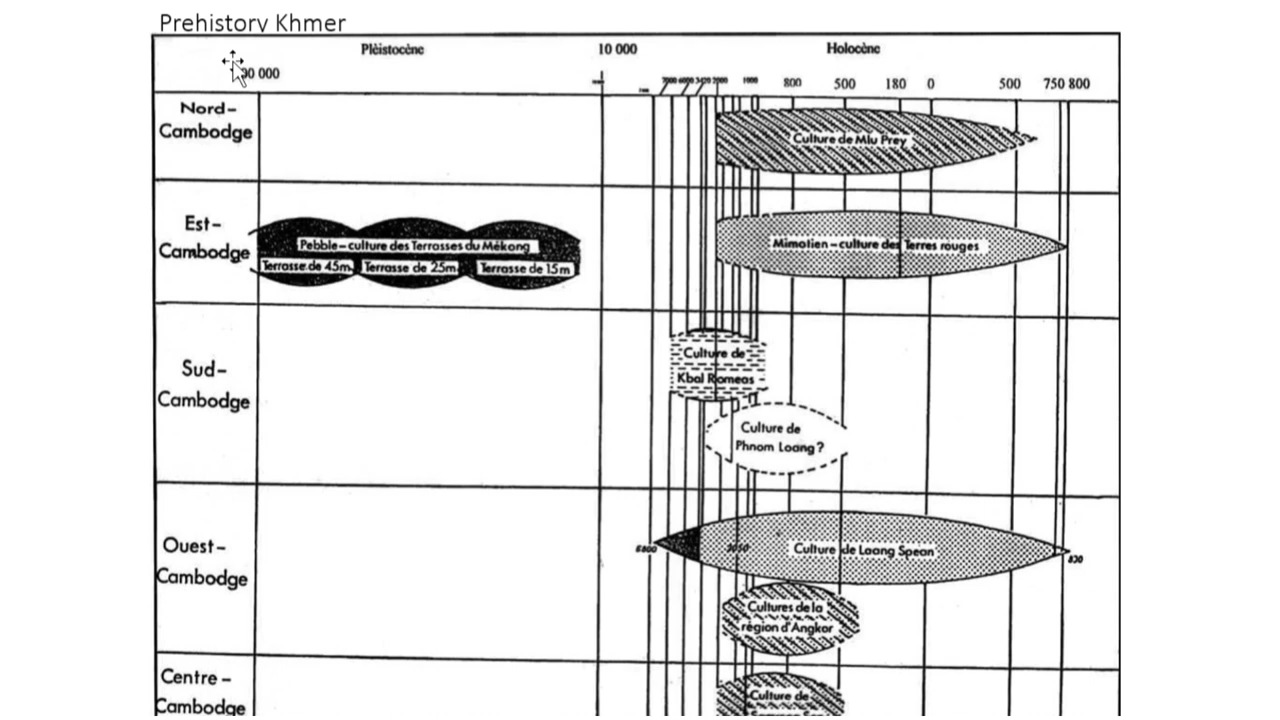 Prehistory Khmer
Plèistocène 10 000 Holocène
00 000
800 500 180 0 500 750 800
Nord-
Cambodge
Culture de Mlu Prey
Est-
Cambodge
Pebble-culture des Terrasses du Mékong
Terrasse de 45m Terrasse de 25m Terrasse de 15m
Mimotien-culture des Terres rouges
Sud-
Cambodge
Culture de
Kbal Romeas
Culture de
Phnom Loang?
Ouest-
Cambodge
Culture de Laang Spean
Cultures de la
région d'Angkor
Centre-
Cambodge
Culture de